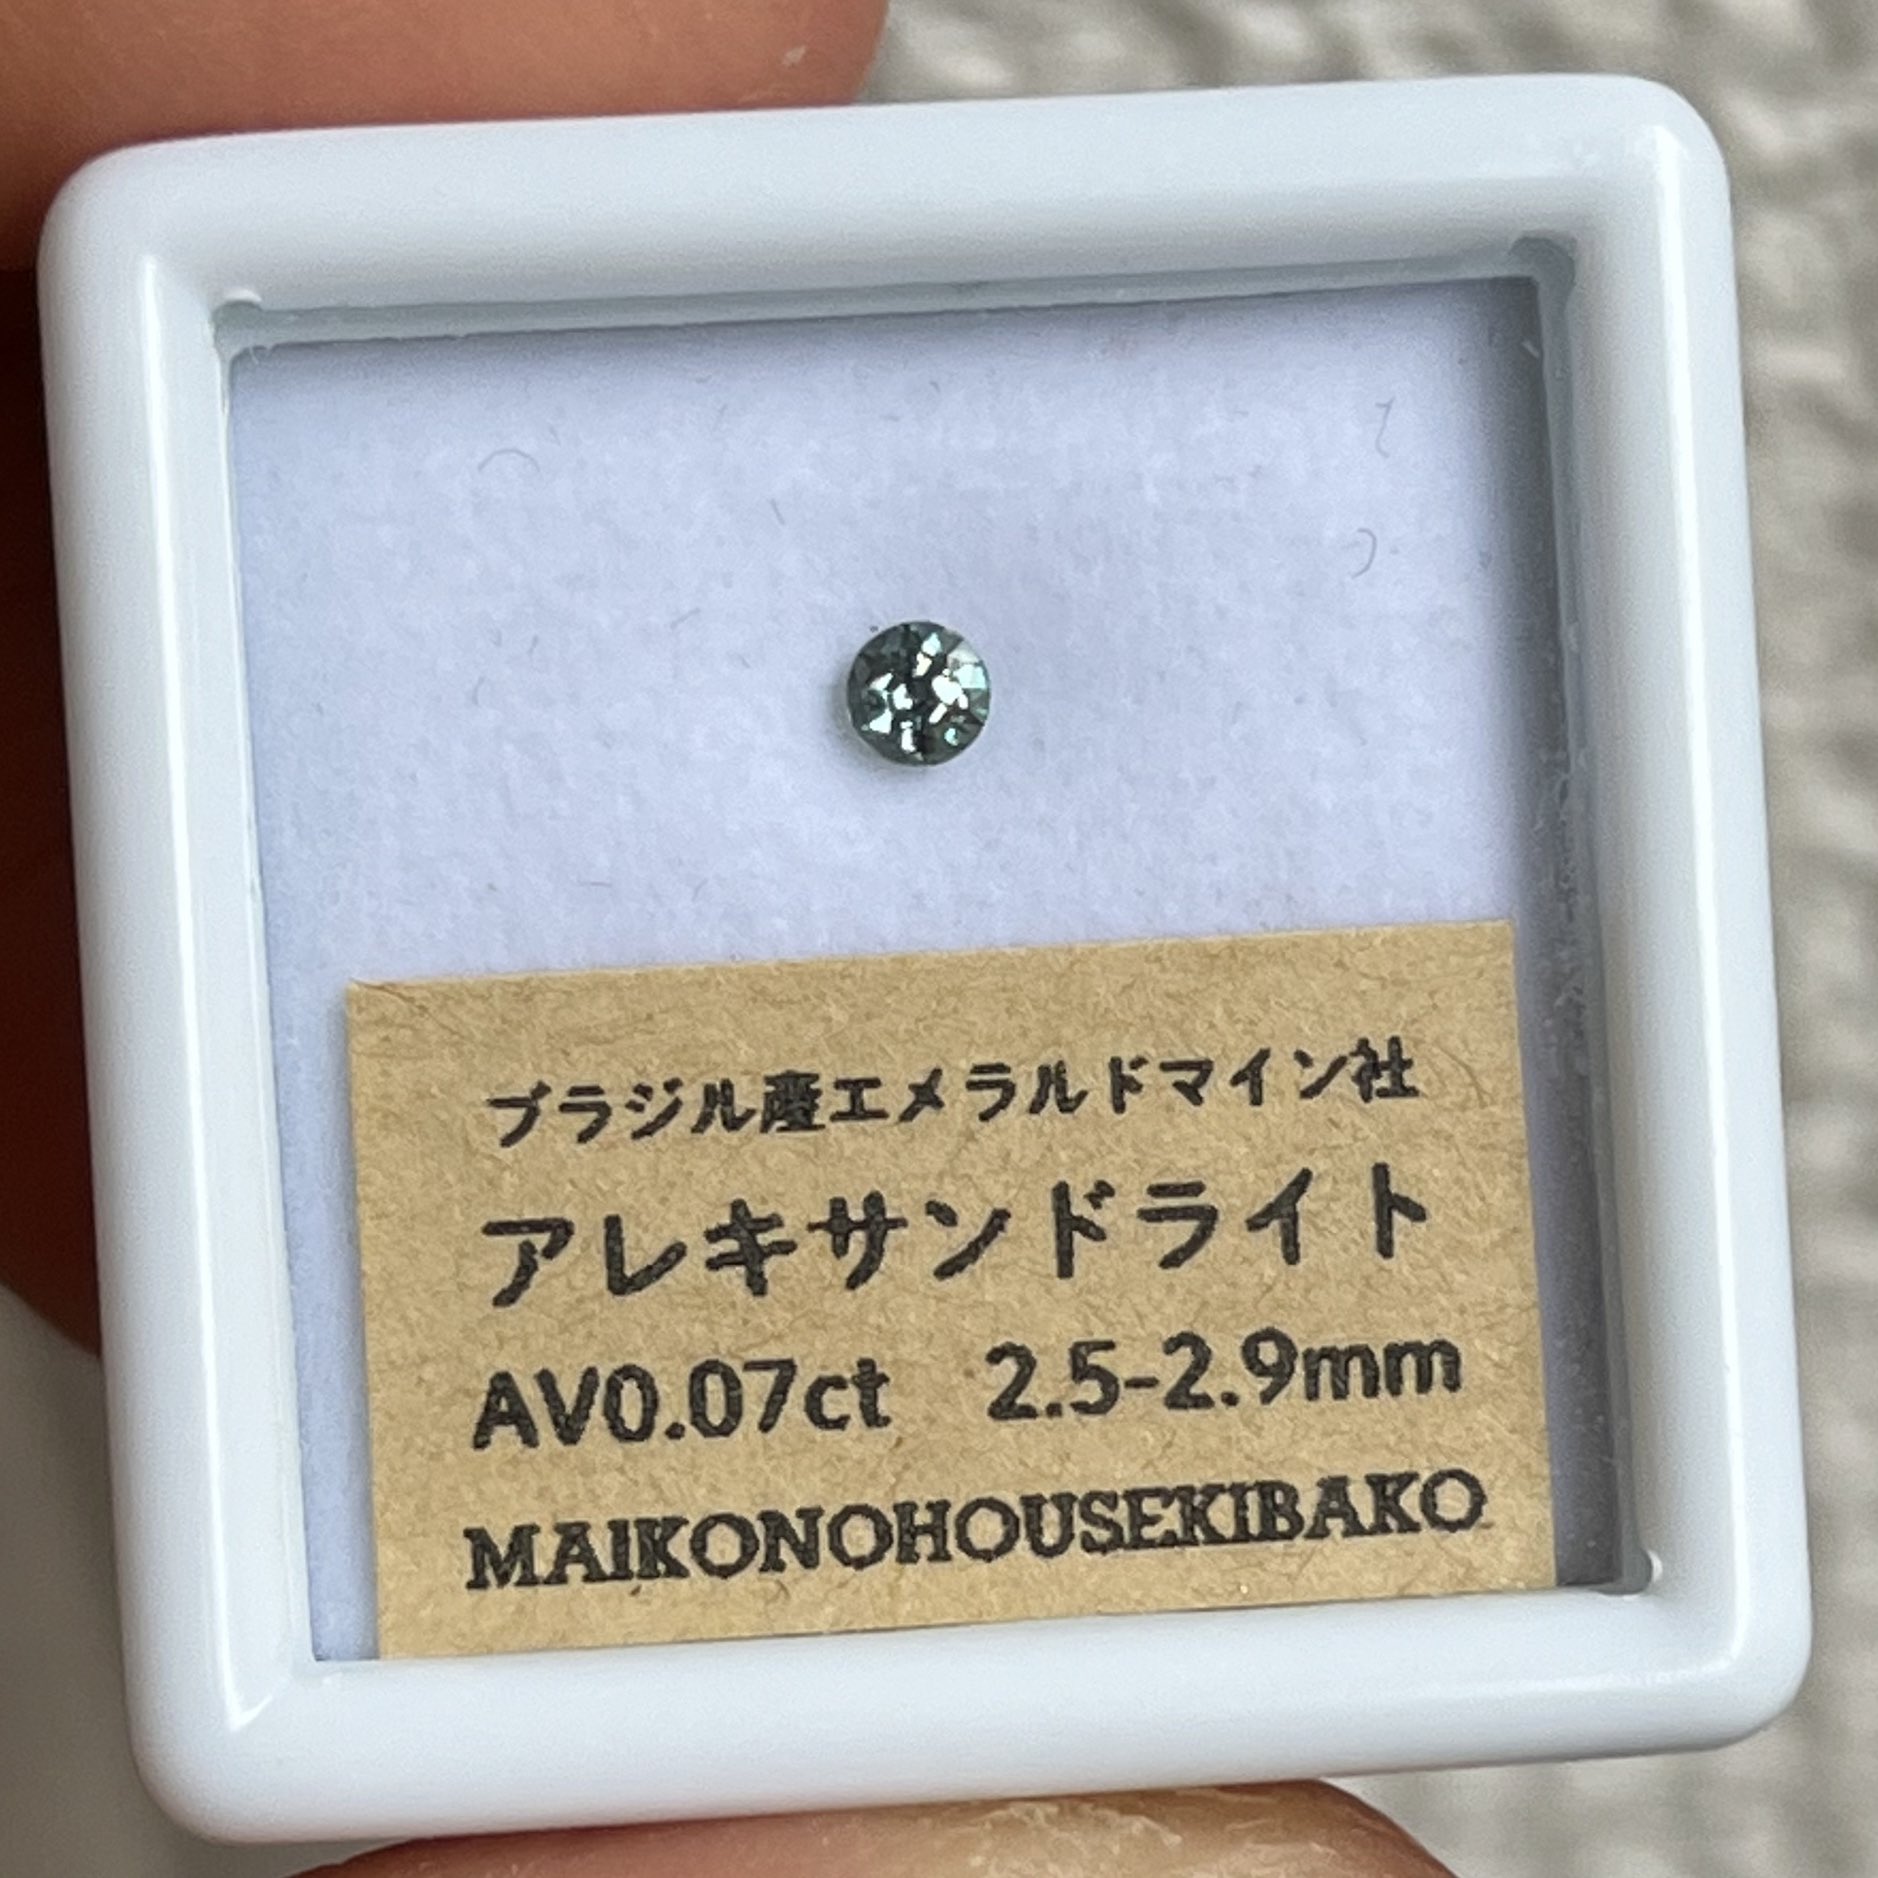 ブラジル産エメラルドマイン社
アレキサンドライト
AV0.07ct 2.5-2.9mm
MAIKONOHOUSEKIBAKO